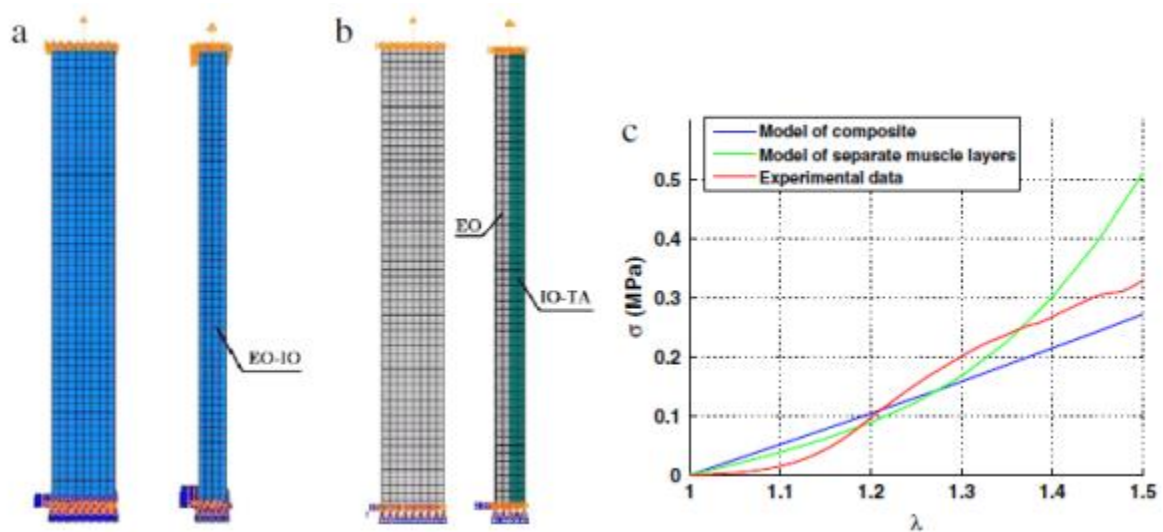 a
b
c
EO-IO
EO
IO-TA
Model of composite
Model of separate muscle layers
Experimental data
σ (MPa)
0.5
0.4
0.3
0.2
0.1
0
1
1.1
1.2
1.3
1.4
1.5
λ